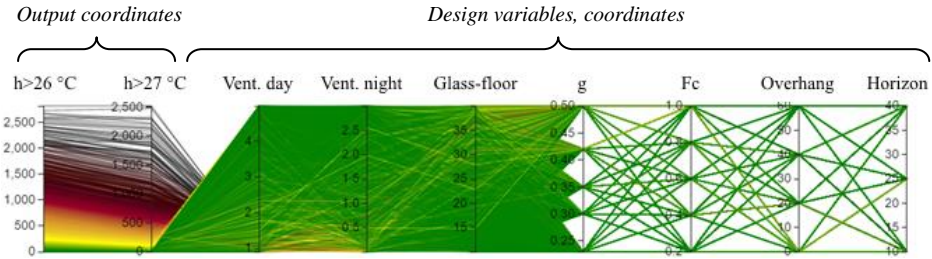 Output coordinates Design variables, coordinates
h>26 °C h>27 °C Vent. day Vent. night Glass-floor g Fc Overhang Horizon
2,500 2,000 1,500 1,000 500 0
2,500 2,000 1,500 500 0
4 3 2 1
2.5 2.0 1.5 1.0 0.5
35 30 25 20 15
0.50 0.45 0.40 0.35 0.30 0.25
1.0 0.2
60 50 40 30 20 10 0
40 35 30 25 20 15 10